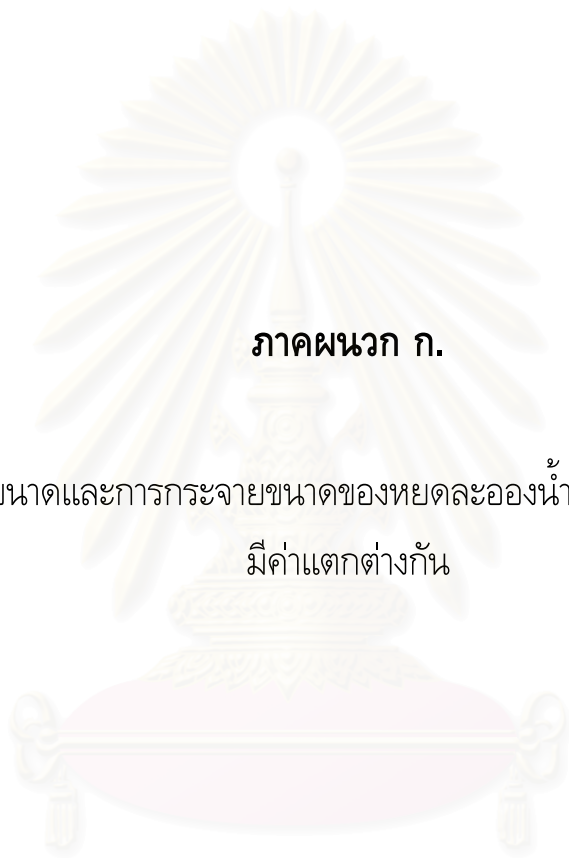 ภาคผนวก ก.
ขนาดและการกระจายขนาดของหยดละอองน้ำ
มีค่าแตกต่างกัน